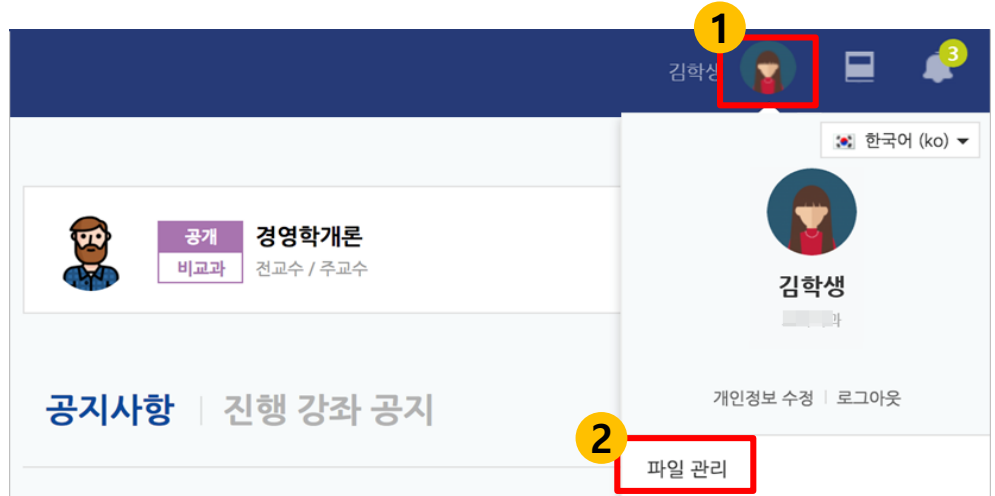 1
김학생
3
한국어 (ko)
공개
경영학개론
비교과
전교수 / 주교수
김학생
과
개인정보 수정
로그아웃
공지사항
진행 강좌 공지
2
파일 관리